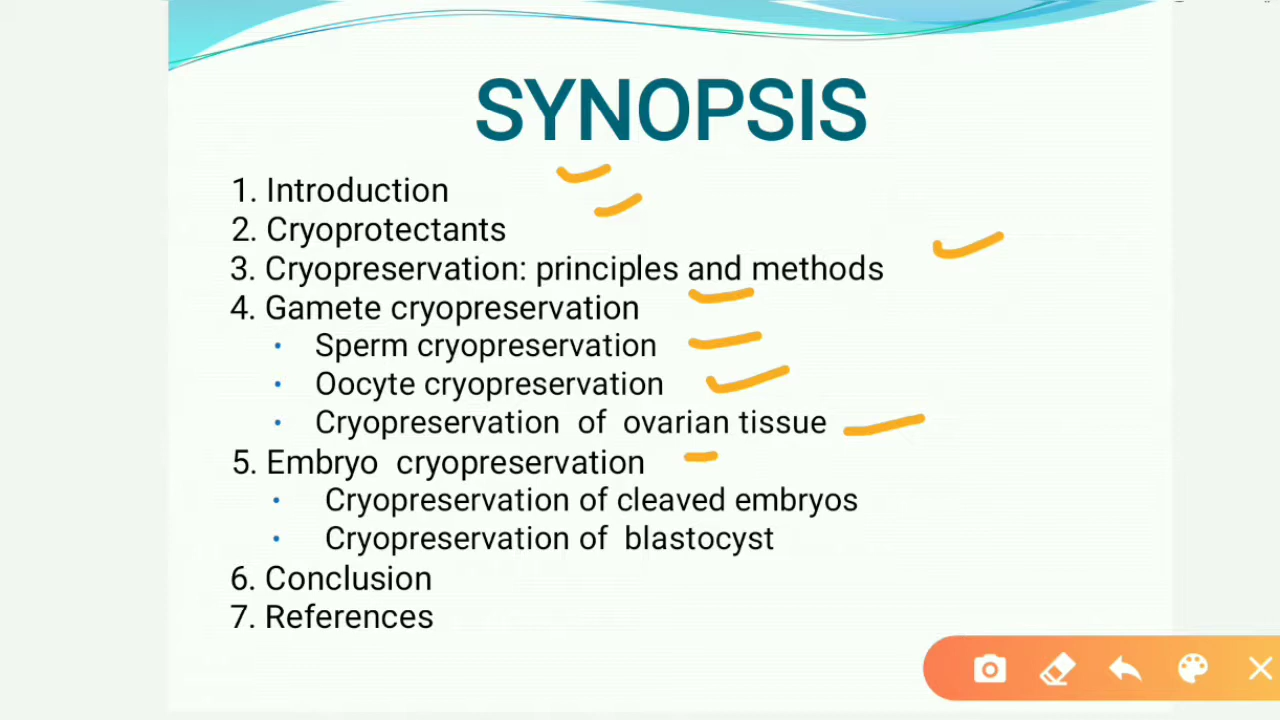 SYNOPSIS
1. Introduction
2. Cryoprotectants
3. Cryopreservation: principles and methods
4. Gamete cryopreservation
• Sperm cryopreservation
• Oocyte cryopreservation
• Cryopreservation of ovarian tissue
5. Embryo cryopreservation
• Cryopreservation of cleaved embryos
• Cryopreservation of blastocyst
6. Conclusion
7. References